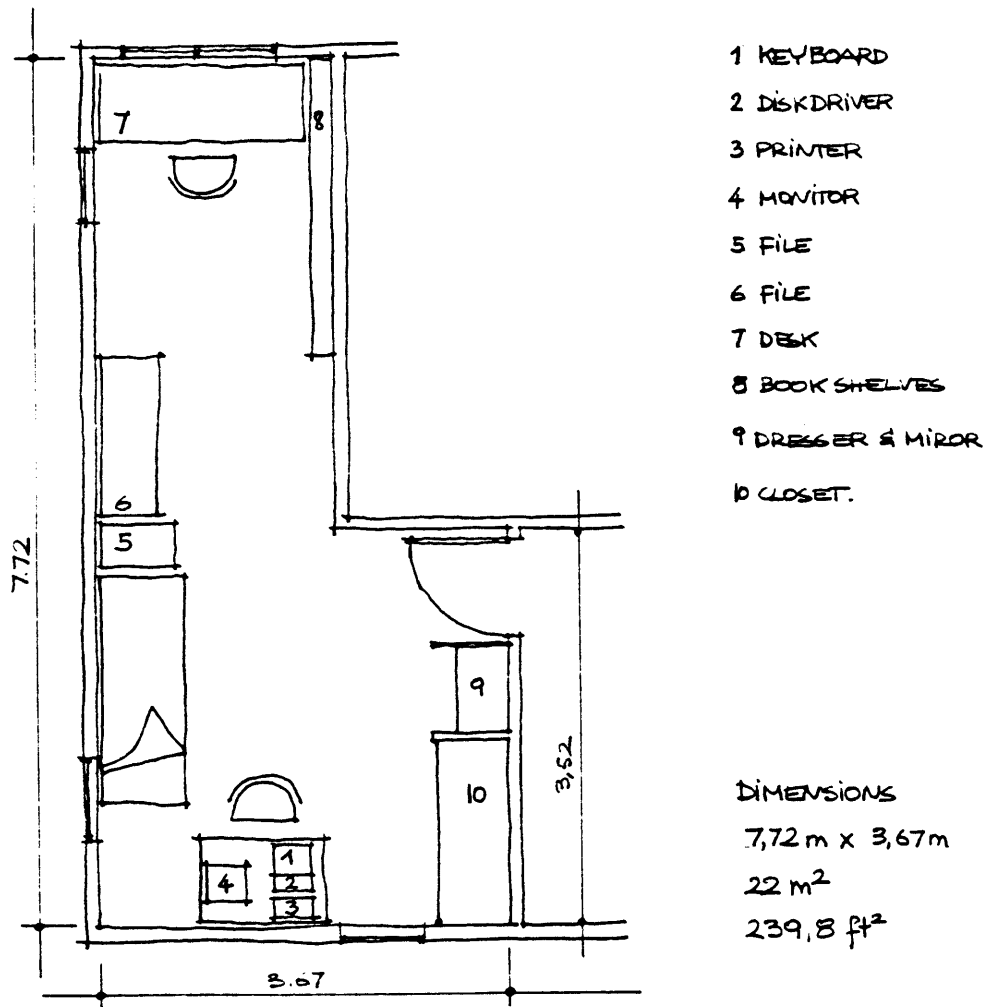 1 KEYBOARD
2 DISKDRIVER
3 PRINTER
4 MONITOR
5 FILE
6 FILE
7 DESK
8 BOOK SHELVES
9 DRESSER & MIROR
10 CLOSET.
7
8
6
5
7.72
9
10
3,52
1
4
2
3
3.67
DIMENSIONS
7,72 m x 3,67 m
22 m²
239,8 ft²